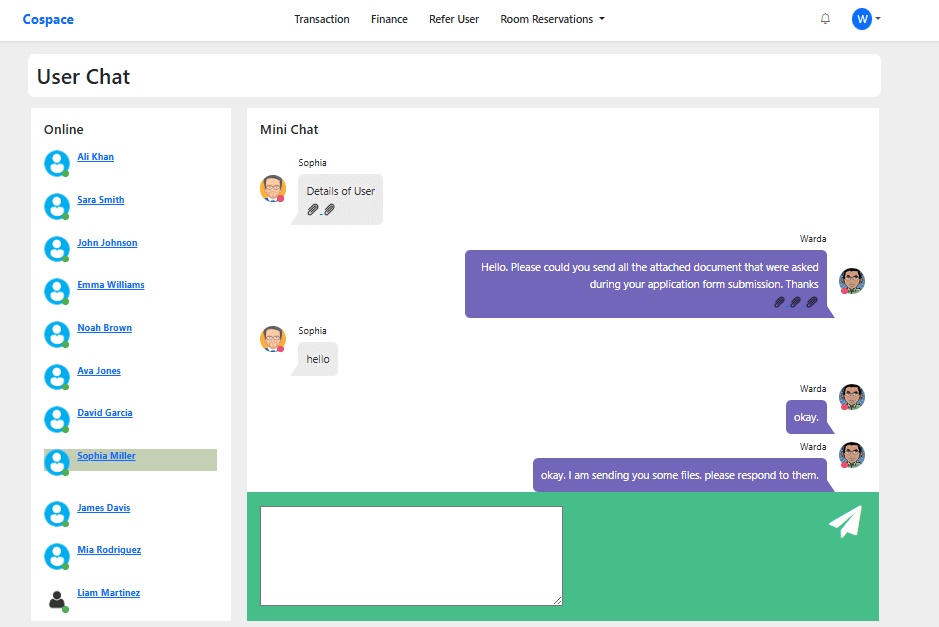 Cospace
Transaction
Finance
Refer User
Room Reservations
W
User Chat
Online
Ali Khan
Sara Smith
John Johnson
Emma Williams
Noah Brown
Ava Jones
David Garcia
Sophia Miller
James Davis
Mia Rodriguez
Liam Martinez
Mini Chat
Sophia
Details of User
Warda
Hello. Please could you send all the attached document that were asked
during your application form submission. Thanks
Sophia
hello
Warda
okay.
Warda
okay. I am sending you some files. please respond to them.